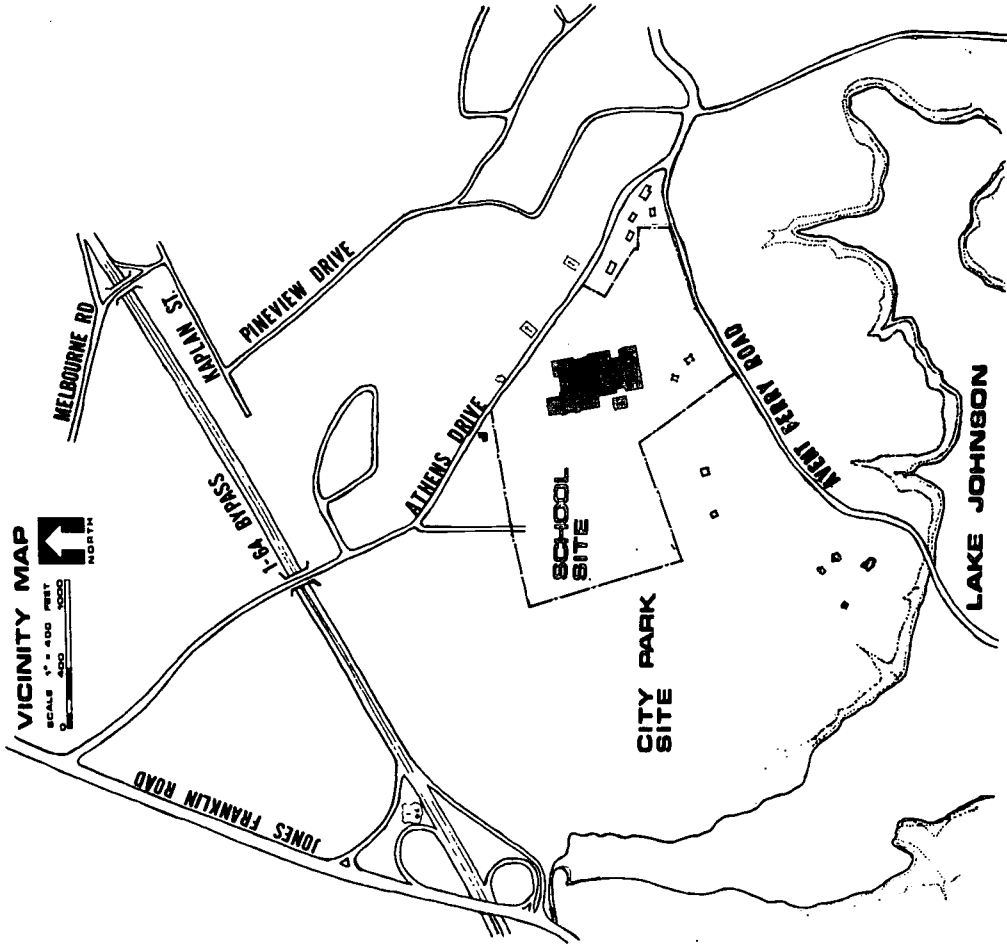 VICINITY MAP
SCALE 1" = 400 FEET
0 400 1000
NORTH
MELBOURNE RD
KAPLAN ST
PINEVIEW DRIVE
I-64 BYPASS
ATHENS DRIVE
JONES FRANKLIN ROAD
SCHOOL
SITE
CITY PARK
SITE
AVENT FERRY ROAD
LAKE JOHNSON